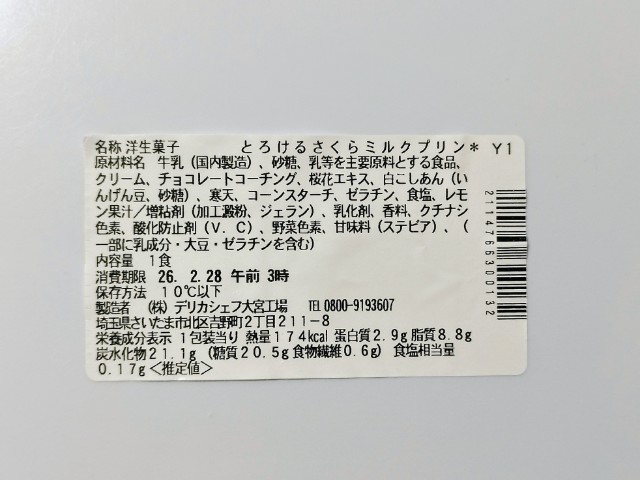 名称 洋生菓子 とろけるさくらミルクプリン＊ Y1
原材料名 牛乳（国内製造）、砂糖、乳等を主要原料とする食品、
クリーム、チョコレートコーチング、桜花エキス、白こしあん（い
んげん豆、砂糖）、寒天、コーンスターチ、ゼラチン、食塩、レモ
ン果汁／増粘剤（加工澱粉、ジェラン）、乳化剤、香料、クチナシ
色素、酸化防止剤（V．C）、野菜色素、甘味料（ステビア）、（
一部に乳成分・大豆・ゼラチンを含む）
内容量 1食
消費期限 26. 2.28 午前 3時
保存方法 10℃以下
製造者 （株）デリカシェフ大宮工場 TEL0800-9193607
埼玉県さいたま市北区吉野町2丁目211－8
栄養成分表示 1包装当り 熱量174kcal 蛋白質2.9g 脂質8.8g
炭水化物21.1g（糖質20.5g 食物繊維0.6g） 食塩相当量
0.17g＜推定値＞
2114766300132